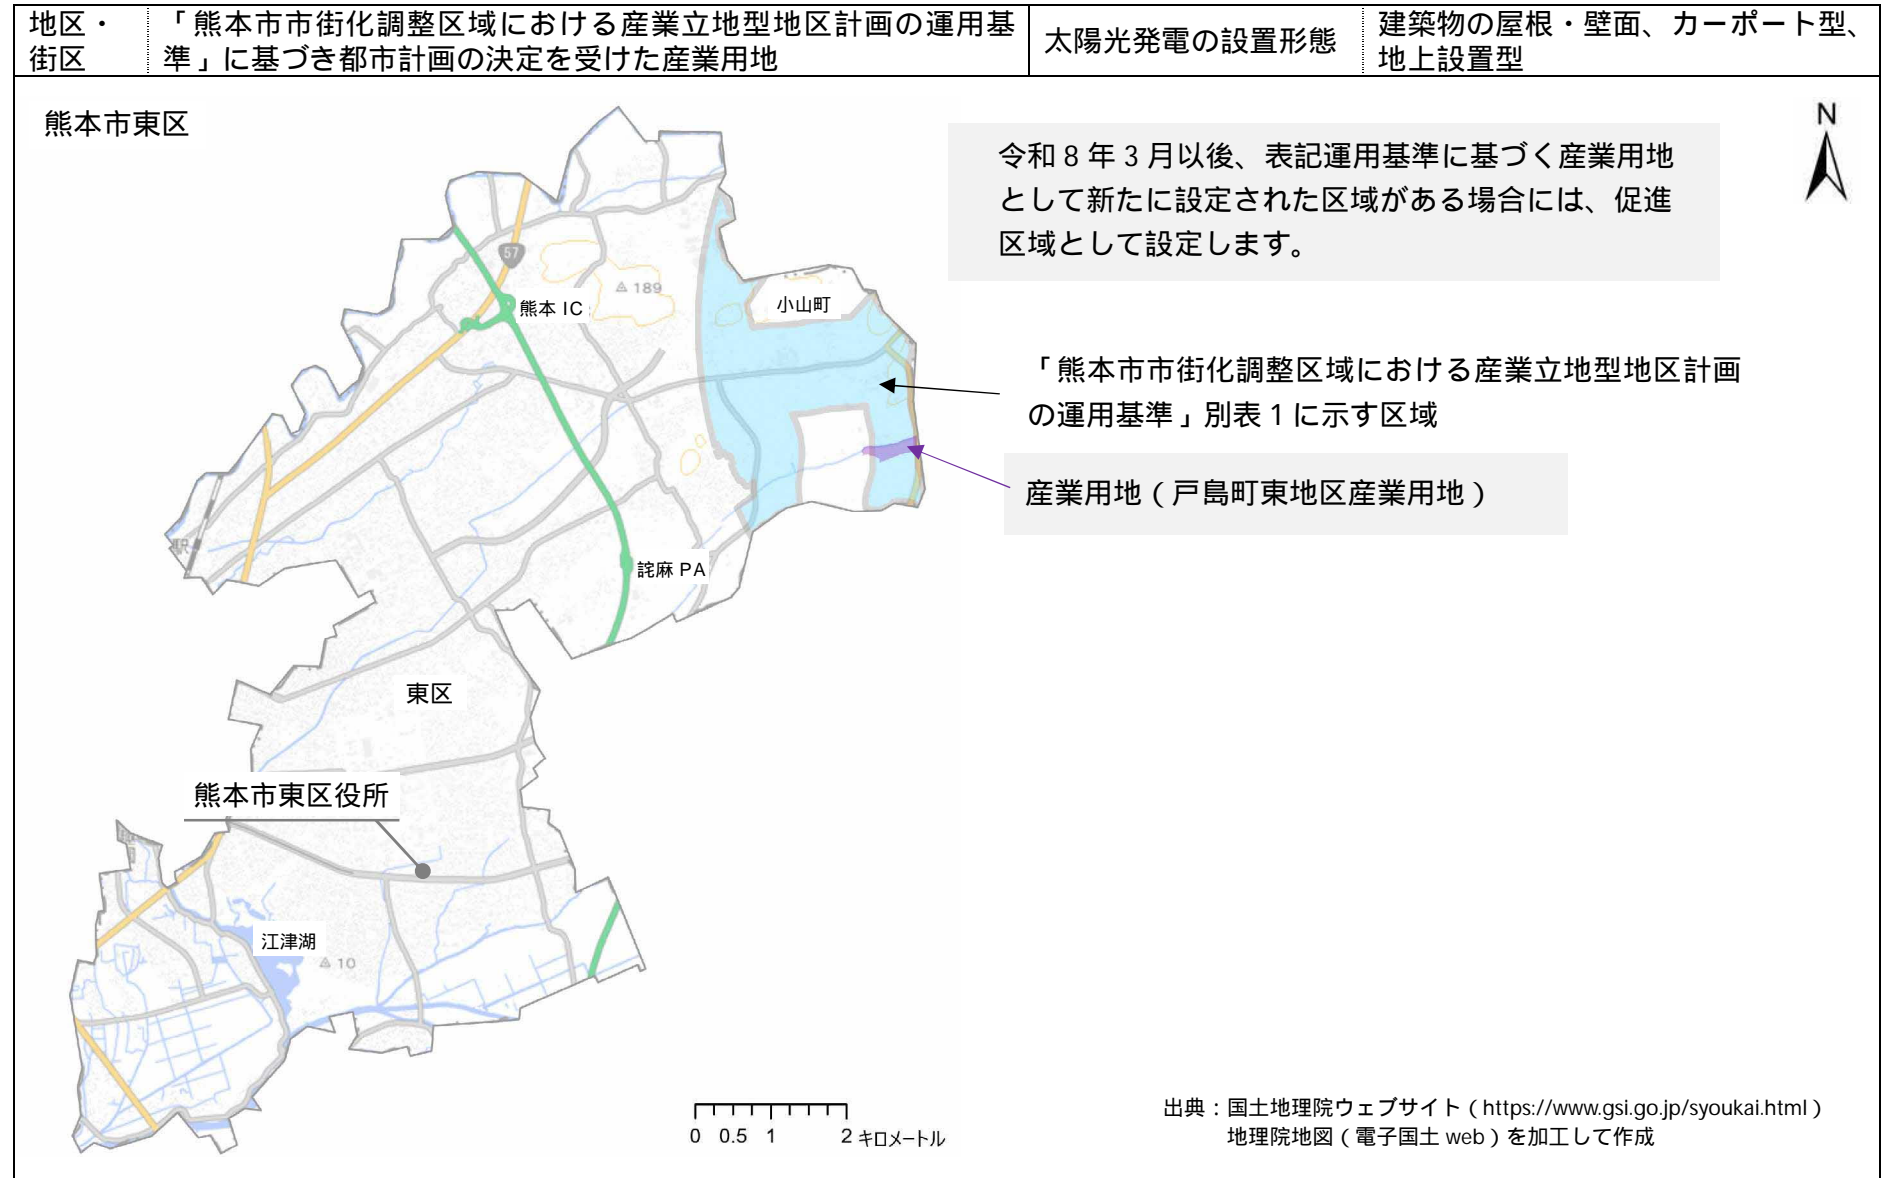 地区・
街区
「熊本市市街化調整区域における産業立地型地区計画の運用基
準」に基づき都市計画の決定を受けた産業用地
太陽光発電の設置形態
建築物の屋根・壁面、カーポート型、
地上設置型
熊本市東区
N
令和８年３月以後、表記運用基準に基づく産業用地
として新たに設定された区域がある場合には、促進
区域として設定します。
57
189
小山町
熊本 IC
「熊本市市街化調整区域における産業立地型地区計画
の運用基準」別表１に示す区域
産業用地（戸島町東地区産業用地）
駅
詫麻 PA
東区
熊本市東区役所
江津湖
10
0 0.5 1 2 キロメートル
出典：国土地理院ウェブサイト（https://www.gsi.go.jp/syoukai.html）
地理院地図（電子国土 web）を加工して作成